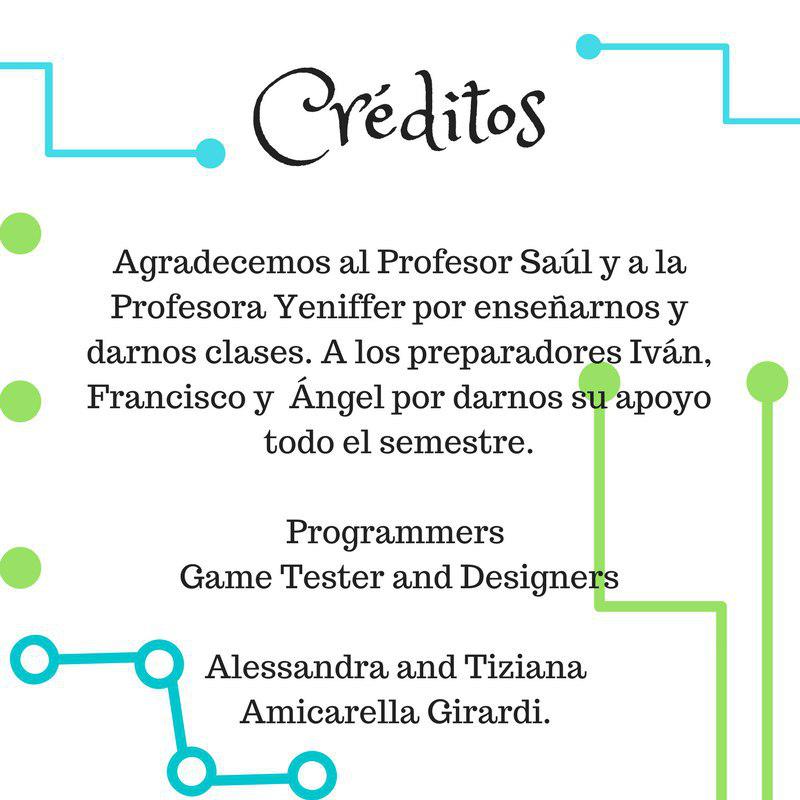 Créditos
Agradecemos al Profesor Saúl y a la
Profesora Yeniffer por enseñarnos y
darnos clases. A los preparadores Iván,
Francisco y Ángel por darnos su apoyo
todo el semestre.
Programmers
Game Tester and Designers
Alessandra and Tiziana
Amicarella Girardi.